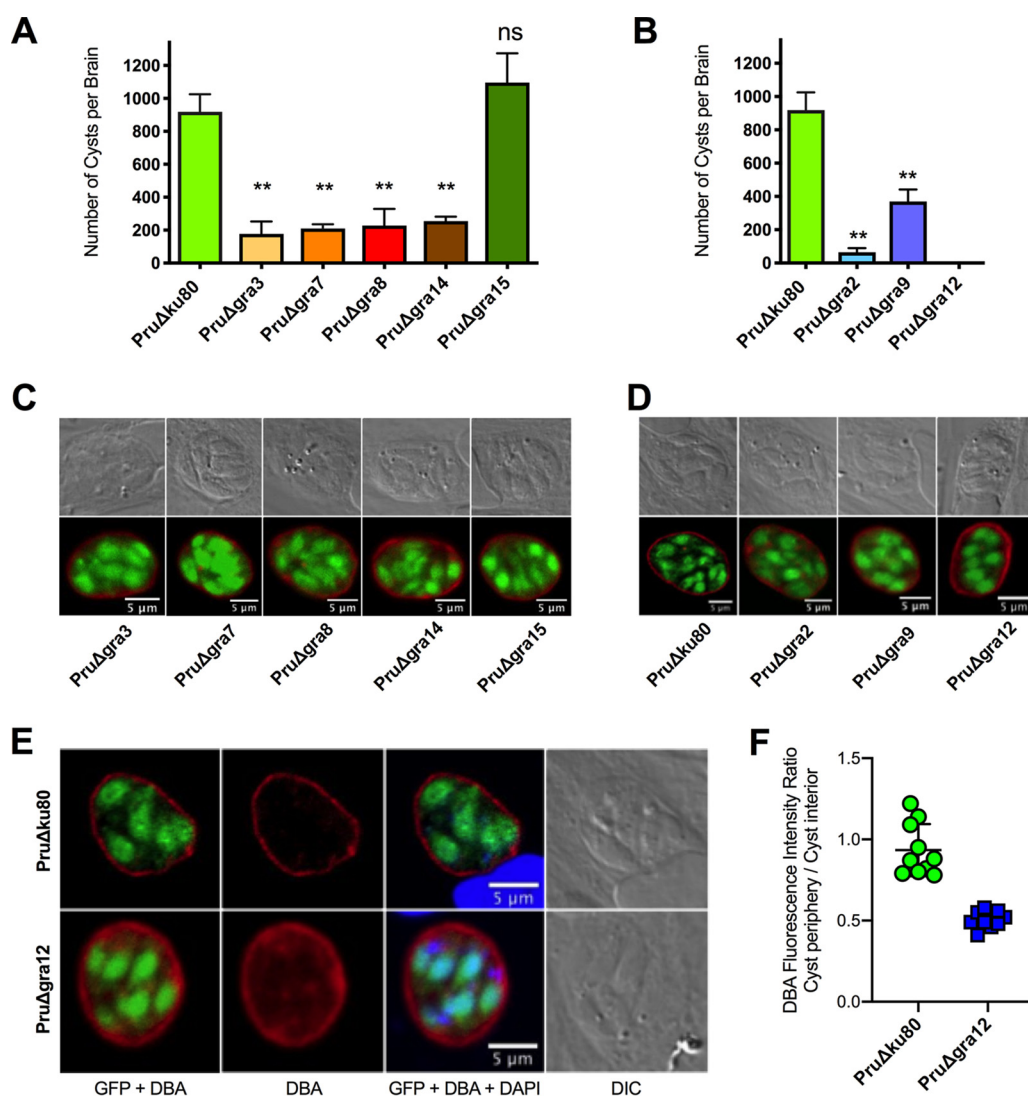 A
Number of Cysts per Brain
1200
1000
800
600
400
200
0
**
**
**
**
ns
PruΔku80
PruΔgra3
PruΔgra7
PruΔgra8
PruΔgra14
PruΔgra15
B
Number of Cysts per Brain
1200
1000
800
600
400
200
0
**
**
PruΔku80
PruΔgra2
PruΔgra9
PruΔgra12
C
5 μm
5 μm
5 μm
5 μm
5 μm
PruΔgra3
PruΔgra7
PruΔgra8
PruΔgra14
PruΔgra15
D
5 μm
5 μm
5 μm
5 μm
PruΔku80
PruΔgra2
PruΔgra9
PruΔgra12
E
PruΔku80
5 μm
PruΔgra12
5 μm
GFP + DBA
DBA
GFP + DBA + DAPI
DIC
F
DBA Fluorescence Intensity Ratio
Cyst periphery / Cyst interior
1.5
1.0
0.5
0.0
PruΔku80
PruΔgra12